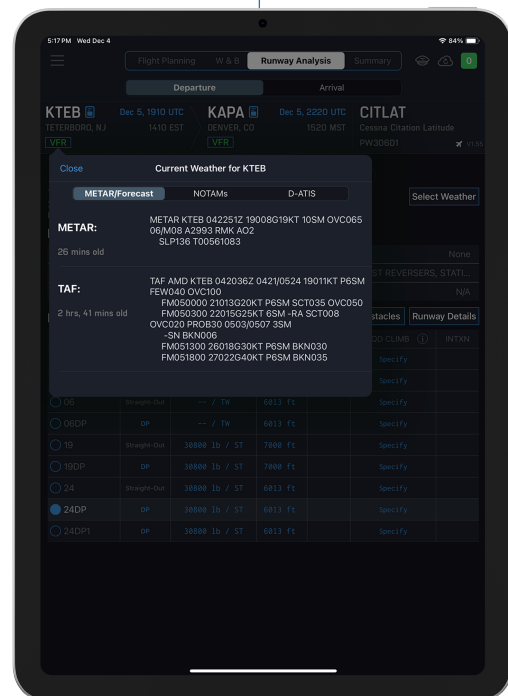 5:17 PM Wed Dec 4
84%
Flight Planning W & B Runway Analysis Summary 0
Departure Arrival
KTEB Dec 5, 1910 UTC KAPA Dec 5, 2220 UTC CITLAT
TETERBORO, NJ 1410 EST DENVER, CO 1520 MST Cessna Citation Latitude
VFR VFR PW306D1
Close Current Weather for KTEB
METAR/Forecast NOTAMs D-ATIS
Select Weather
METAR:
METAR KTEB 042251Z 19008G19KT 10SM OVC065
06/M08 A2993 RMK AO2
SLP136 T00561083
26 mins old
None
TAF:
TAF AMD KTEB 042036Z 0421/0524 19011KT P6SM
FEW040 OVC100
ST REVERSERS, STATI...
N/A
2 hrs, 41 mins old
FM050000 21013G20KT P6SM SCT035 OVC050
FM050300 22015G25KT 6SM -RA SCT008
OVC020 PROB30 0503/0507 3SM
-SN BKN006
FM051300 26018G30KT P6SM BKN030
FM051800 27022G40KT P6SM BKN035
stacles Runway Details
QD CLIMB INTXN
Specify
Specify
06 Straight-Out -- / TW 6013 ft Specify
06DP DP -- / TW 6013 ft Specify
19 Straight-Out 30800 lb / ST 7000 ft Specify
19DP DP 30800 lb / ST 7000 ft Specify
24 Straight-Out 30800 lb / ST 6013 ft Specify
24DP DP 30800 lb / ST 6013 ft Specify
24DP1 DP 30800 lb / ST 6013 ft Specify